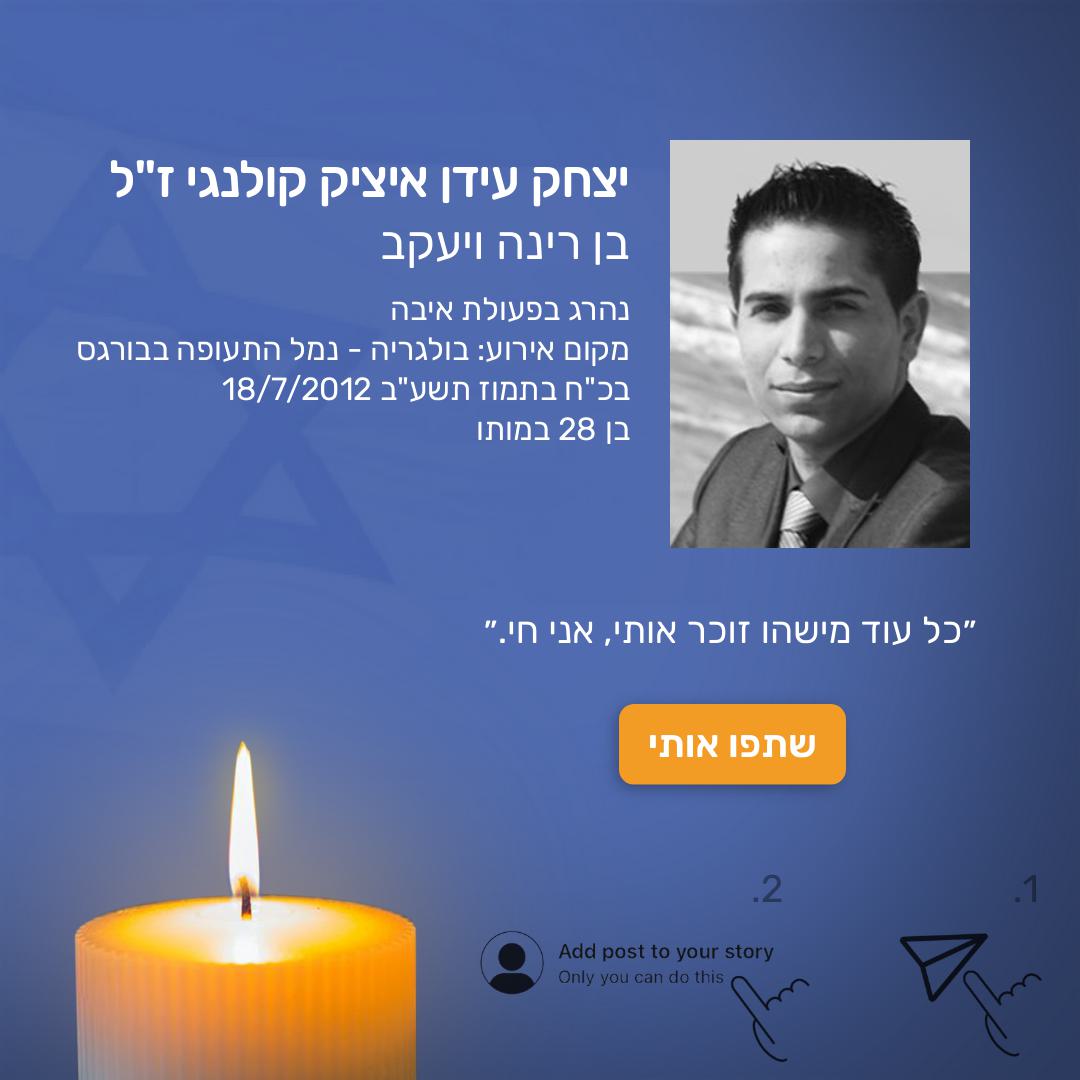 יצחק עידן איציק קולנגי ז"ל
בן רינה ויעקב
נהרג בפעולת איבה
מקום אירוע: בולגריה - נמל התעופה בבורגס
בכ"ח בתמוז תשע"ב 18/7/2012
בן 28 במותו
״כל עוד מישהו זוכר אותי, אני חי.״
שתפו אותי
1.
2.
Add post to your story
Only you can do this